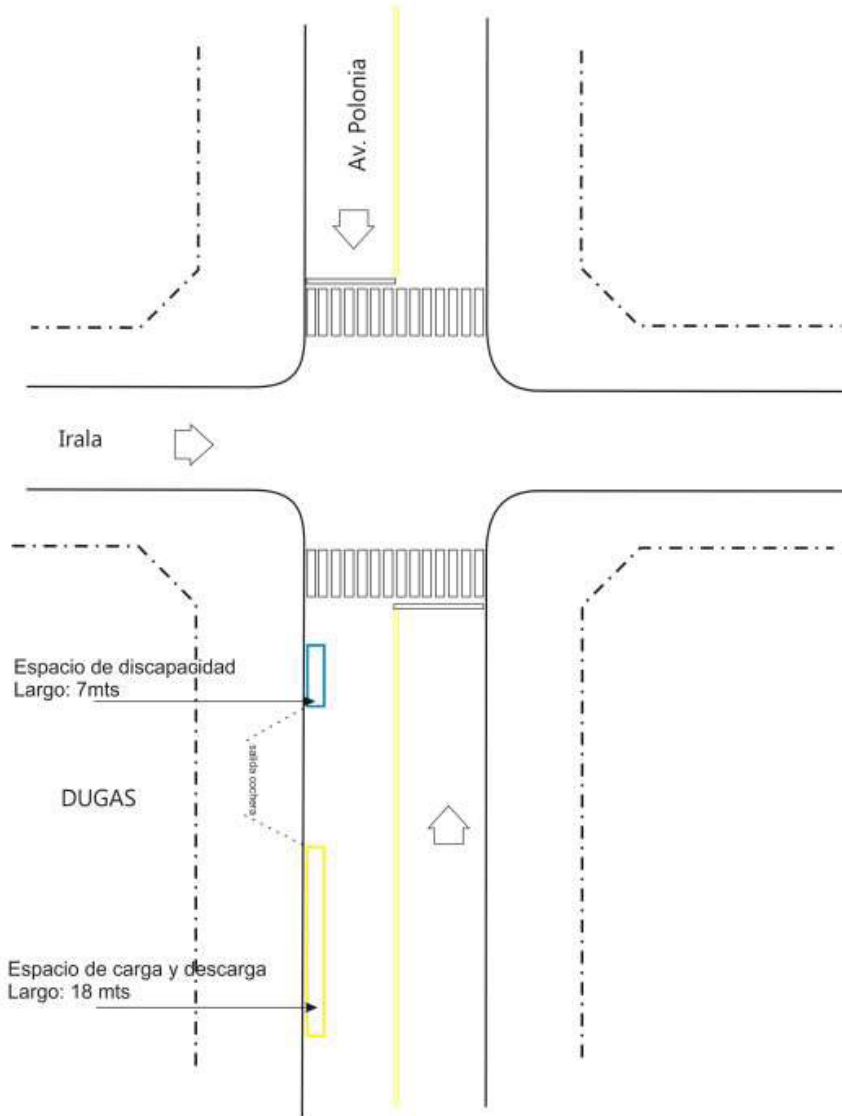 Av. Polonia
Irala
Espacio de discapacidad
Largo: 7mts
salida cochera
DUGAS
Espacio de carga y descarga
Largo: 18 mts